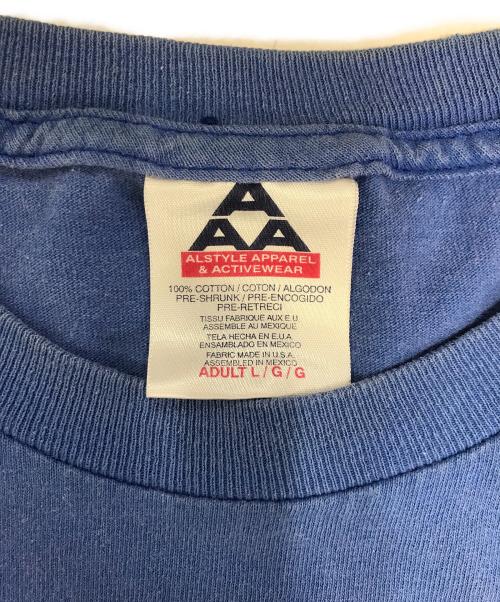 A
AA
ALSTYLE APPAREL
& ACTIVEWEAR
100% COTTON / COTON / ALGODON
PRE-SHRUNK / PRE-ENCOGIDO
PRE-RETRECI
TISSU FABRIQUE AUX E.U.
ASSEMBLE AU MEXIQUE
TELA HECHA EN E.U.A
ENSAMBLADO EN MEXICO
FABRIC MADE IN U.S.A.
ASSEMBLED IN MEXICO
ADULT L / G / G